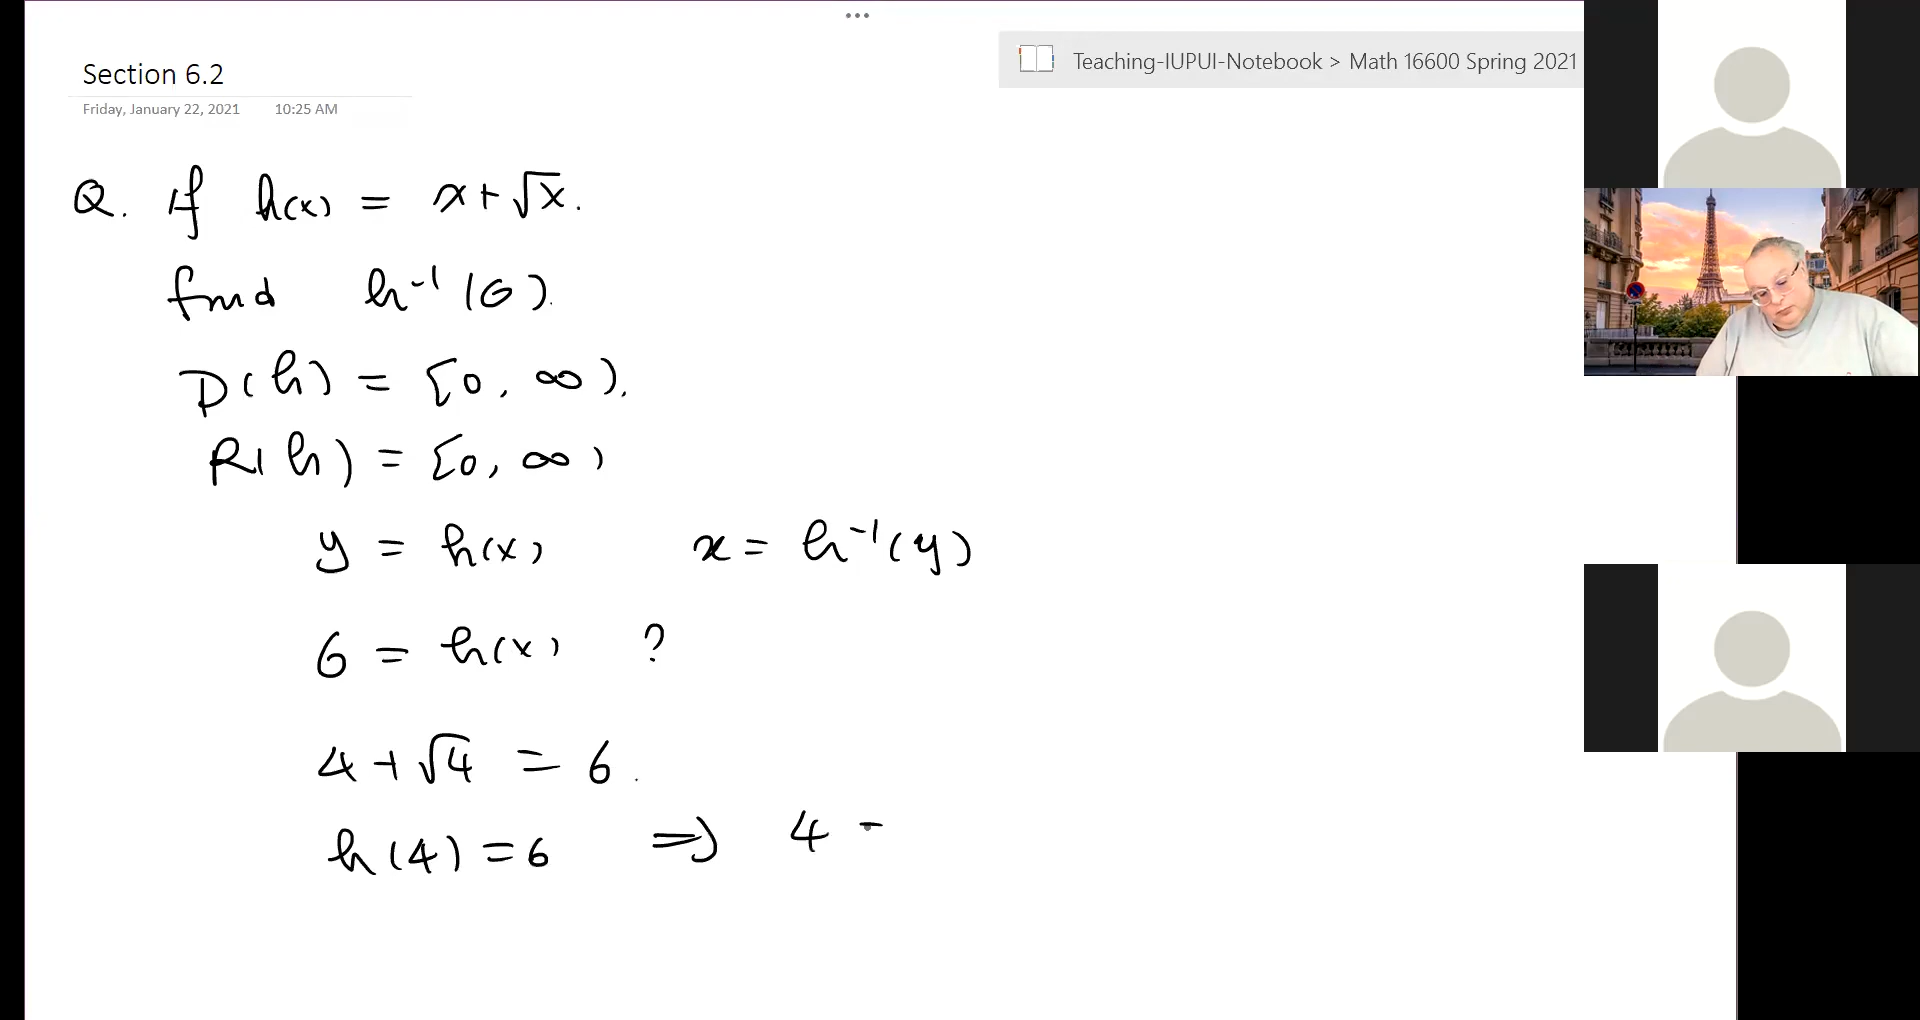 Teaching-IUPUI-Notebook > Math 16600 Spring 2021
Section 6.2
Friday, January 22, 2021 10:25 AM
Q. If h(x) = x + √x.
find h⁻¹(6).
D(h) = [0, ∞).
R(h) = [0, ∞)
y = h(x) x = h⁻¹(y)
6 = h(x) ?
4 + √4 = 6.
h(4) = 6 ⇒ 4 =